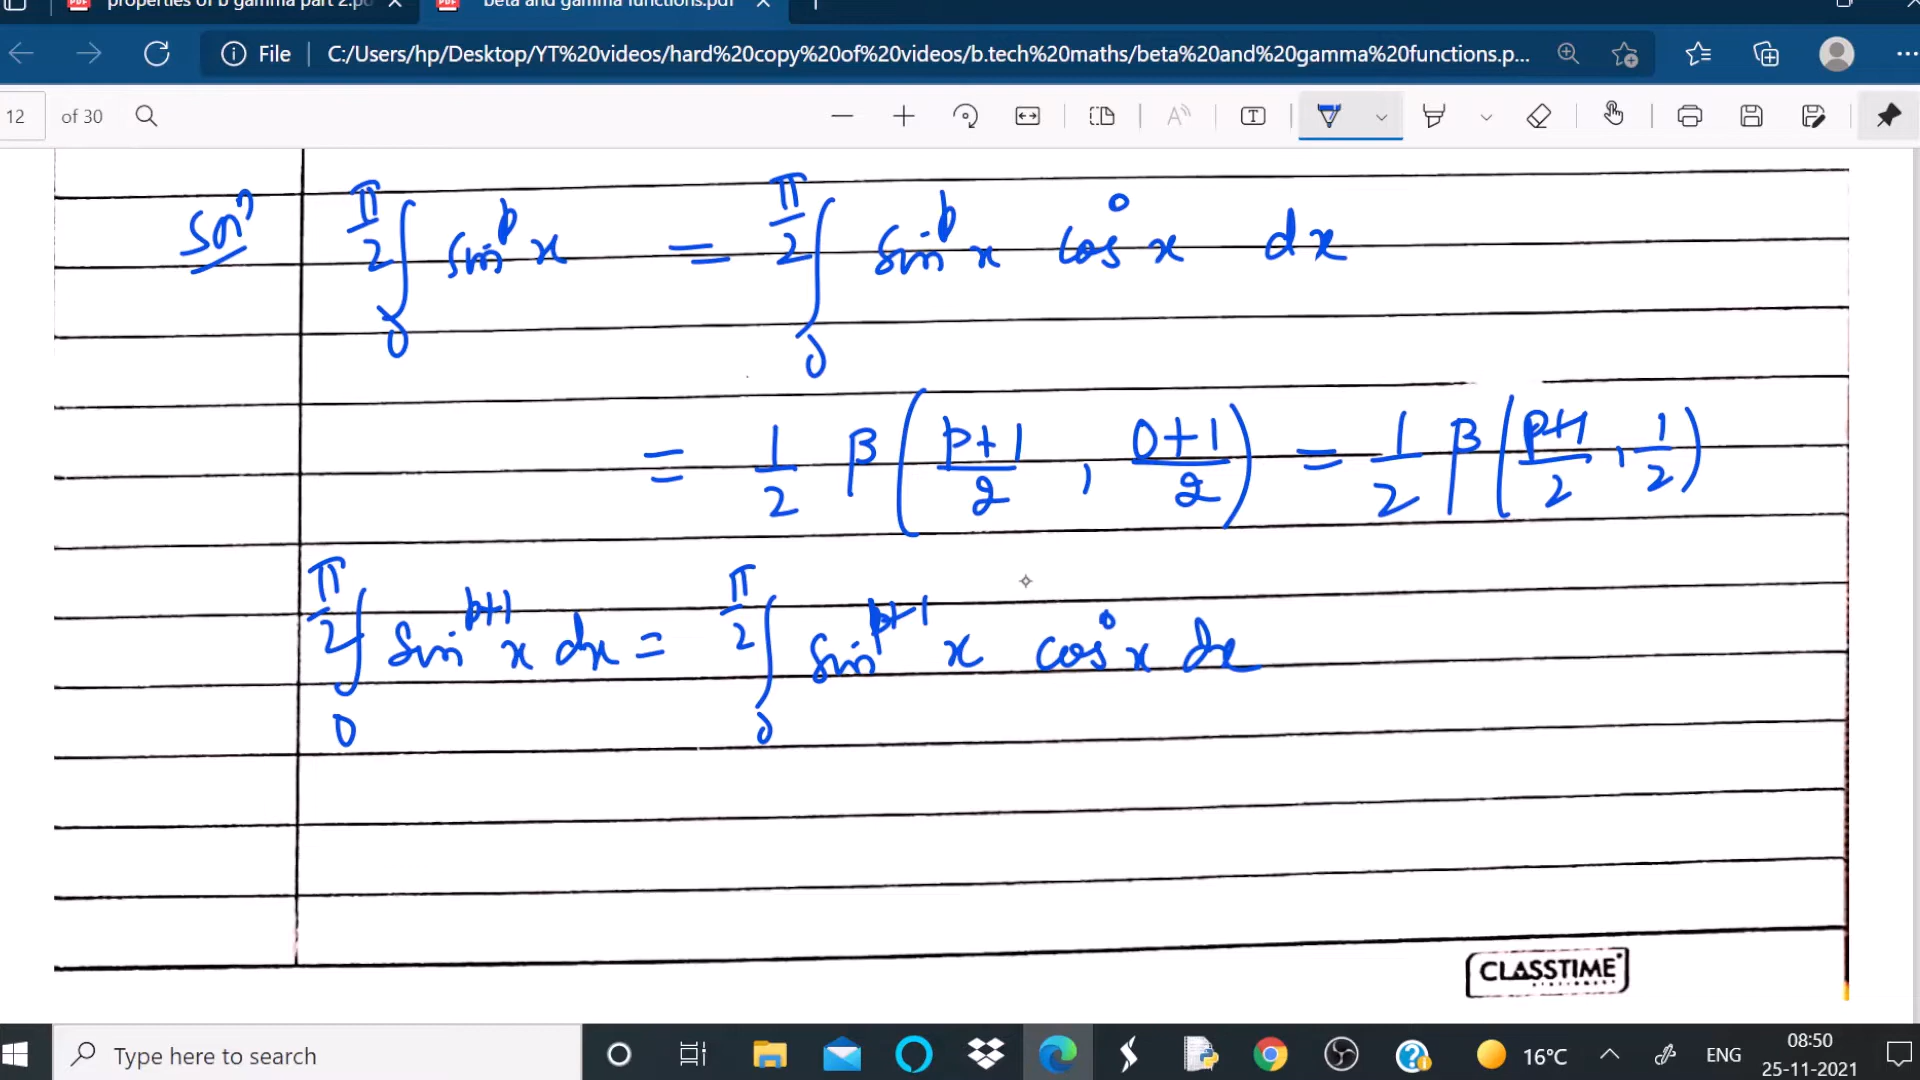 properties of b gamma part 2.pd
beta and gamma functions.pdf
File C:/Users/hp/Desktop/YT%20videos/hard%20copy%20of%20videos/b.tech%20maths/beta%20and%20gamma%20functions.p...
12 of 30
Solⁿ ∫₀^(π/2) sin^p x = ∫₀^(π/2) sin^p x cos^0 x dx
= 1/2 β((p+1)/2, (0+1)/2) = 1/2 β((p+1)/2, 1/2)
∫₀^(π/2) sin^(p+1) x dx = ∫₀^(π/2) sin^(p+1) x cos^0 x dx
CLASSTIME
Type here to search
16°C
ENG
08:50
25-11-2021